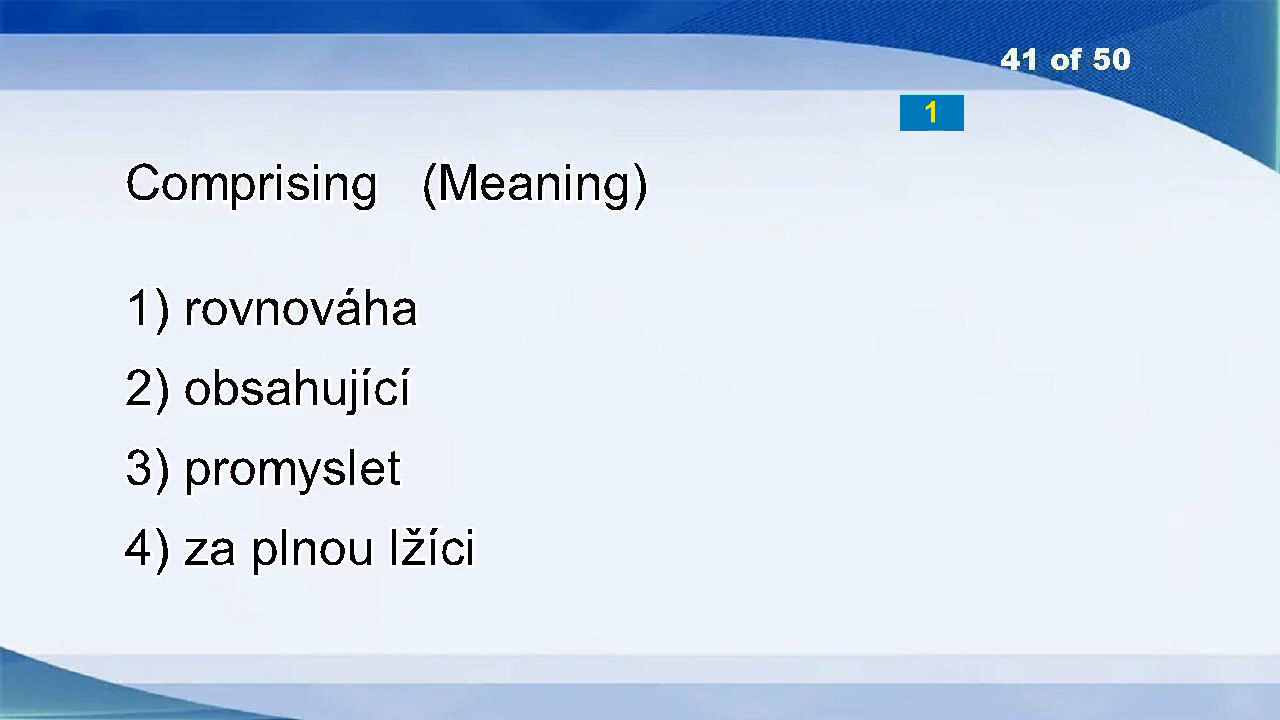 41 of 50
1
Comprising (Meaning)
1) rovnováha
2) obsahující
3) promyslet
4) za plnou lžíci